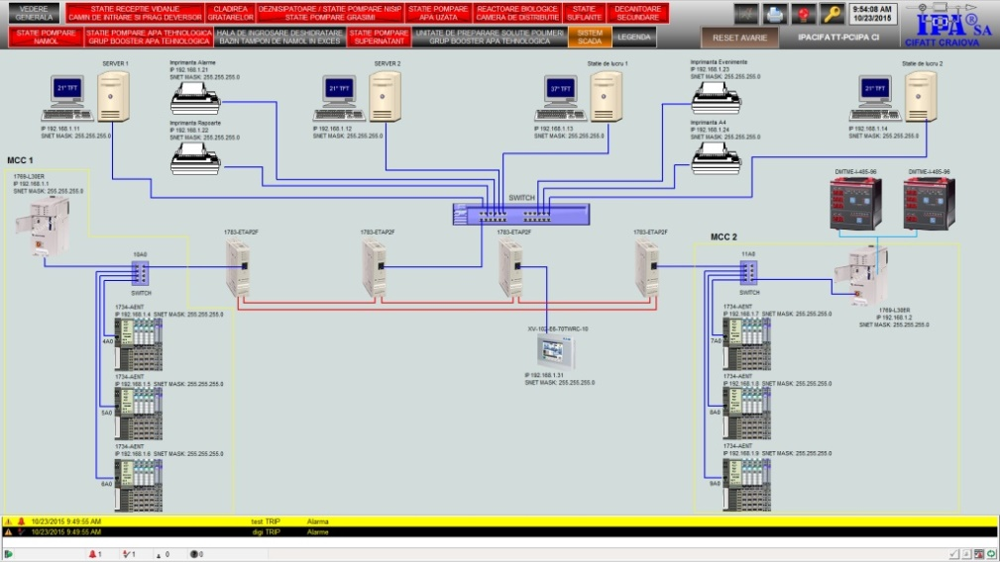 VEDERE
GENERALA
STATIE RECEPTIE VIDANJE
CAMIN DE INTRARE SI PRAG DEVERSOR
CLADIREA
GRATARELOR
DEZNISIPATOARE / STATIE POMPARE NISIP
STATIE POMPARE GRASIMI
STATIE POMPARE
APA UZATA
REACTOARE BIOLOGICE
CAMERA DE DISTRIBUTIE
STATIE
SUFLANTE
DECANTOARE
SECUNDARE
9:54:08 AM
10/23/2015
IPA ® SA
CIFATT CRAIOVA
STATIE POMPARE
NAMOL
STATIE POMPARE APA TEHNOLOGICA
GRUP BOOSTER APA TEHNOLOGICA
HALA DE INGROSARE DESHIDRATARE
BAZIN TAMPON DE NAMOL IN EXCES
STATIE POMPARE
SUPERNATANT
UNITATE DE PREPARARE SOLUTIE POLIMERI
GRUP BOOSTER APA TEHNOLOGICA
SISTEM
SCADA
LEGENDA
RESET AVARIE
IPACIFATT-PC\IPA CI
SERVER 1
21" TFT
IP 192.168.1.11
SNET MASK: 255.255.255.0
Imprimanta Alarme
IP 192.168.1.21
SNET MASK: 255.255.255.0
Imprimanta Rapoarte
IP 192.168.1.22
SNET MASK: 255.255.255.0
SERVER 2
21" TFT
IP 192.168.1.12
SNET MASK: 255.255.255.0
Statie de lucru 1
37" TFT
IP 192.168.1.13
SNET MASK: 255.255.255.0
Imprimanta Evenimente
IP 192.168.1.23
SNET MASK: 255.255.255.0
Imprimanta A4
IP 192.168.1.24
SNET MASK: 255.255.255.0
Statie de lucru 2
21" TFT
IP 192.168.1.14
SNET MASK: 255.255.255.0
MCC 1
1769-L30ER
IP 192.168.1.1
SNET MASK: 255.255.255.0
SWITCH
DMTME-I-485-96
DMTME-I-485-96
1783-ETAP2F
1783-ETAP2F
1783-ETAP2F
1783-ETAP2F
MCC 2
10A0
SWITCH
11A0
SWITCH
1769-L30ER
IP 192.168.1.2
SNET MASK: 255.255.255.0
1734-AENT
IP 192.168.1.4 SNET MASK: 255.255.255.0
4A0
1734-AENT
IP 192.168.1.5 SNET MASK: 255.255.255.0
5A0
1734-AENT
IP 192.168.1.6 SNET MASK: 255.255.255.0
6A0
XV-102-E6-70TWRC-10
IP 192.168.1.31
SNET MASK: 255.255.255.0
1734-AENT
IP 192.168.1.7 SNET MASK: 255.255.255.0
7A0
1734-AENT
IP 192.168.1.8 SNET MASK: 255.255.255.0
8A0
1734-AENT
IP 192.168.1.9 SNET MASK: 255.255.255.0
9A0
10/23/2015 9:49:55 AM test TRIP Alarma
10/23/2015 9:49:55 AM digi TRIP Alarme
1 1 0 0